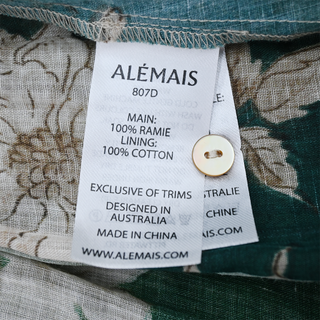 ALÉMAIS
807D
MAIN:
100% RAMIE
LINING:
100% COTTON
EXCLUSIVE OF TRIMS
DESIGNED IN
AUSTRALIA
MADE IN CHINA
WWW.ALEMAIS.COM